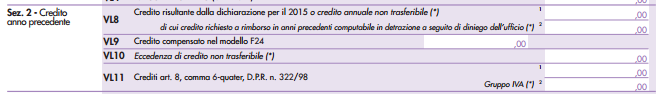 ,00
Sez. 2 - Credito
anno precedente
VL8
Credito risultante dalla dichiarazione per il 2015 o credito annuale non trasferibile (*)
1
,00
di cui credito richiesto a rimborso in anni precedenti computabile in detrazione a seguito di diniego dell'ufficio (*)
2
,00
VL9
Credito compensato nel modello F24
,00
VL10
Eccedenza di credito non trasferibile (*)
,00
VL11
Crediti art. 8, comma 6-quater, D.P.R. n. 322/98
1
,00
Gruppo IVA (*)
2
,00